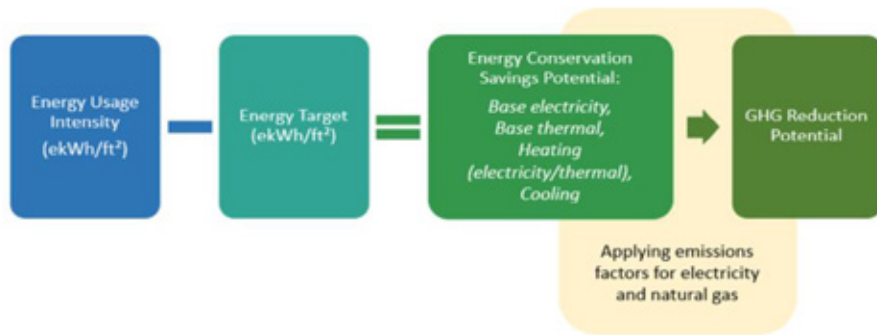 Energy Usage
Intensity
(ekWh/ft²)
Energy Target
(ekWh/ft²)
Energy Conservation
Savings Potential:
Base electricity,
Base thermal,
Heating
(electricity/thermal),
Cooling
GHG Reduction
Potential
Applying emissions
factors for electricity
and natural gas